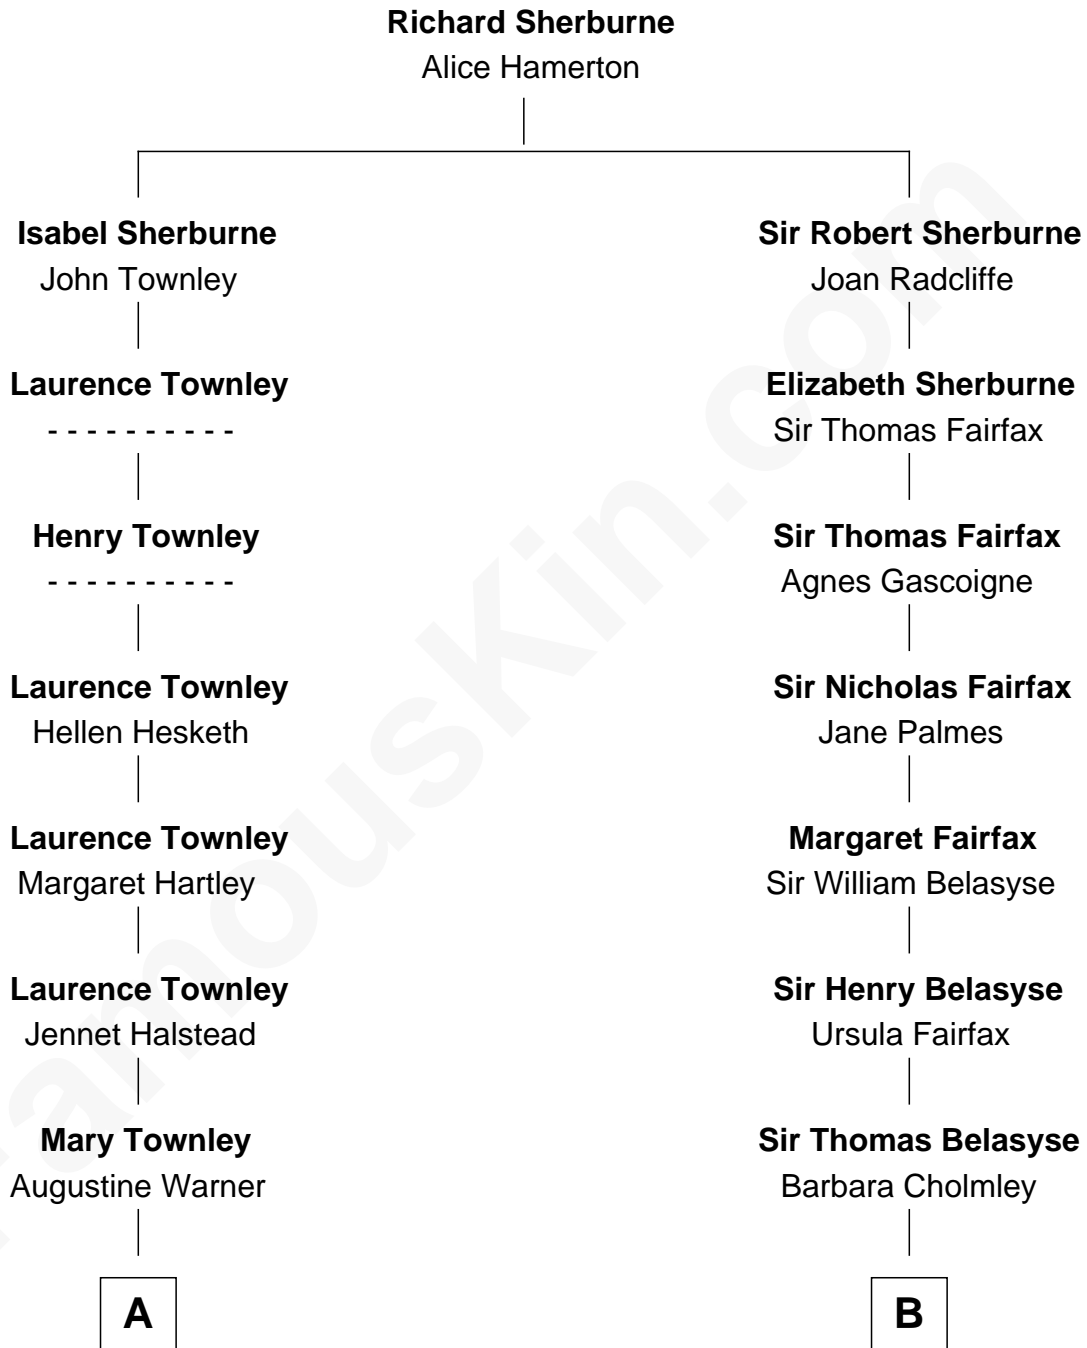 Richard Sherburne
Alice Hamerton
Isabel Sherburne
John Townley
Sir Robert Sherburne
Joan Radcliffe
Laurence Townley
- - - - - - - - - -
Elizabeth Sherburne
Sir Thomas Fairfax
Henry Townley
- - - - - - - - - -
Sir Thomas Fairfax
Agnes Gascoigne
Laurence Townley
Hellen Hesketh
Sir Nicholas Fairfax
Jane Palmes
Laurence Townley
Margaret Hartley
Margaret Fairfax
Sir William Belasyse
Laurence Townley
Jennet Halstead
Sir Henry Belasyse
Ursula Fairfax
Mary Townley
Augustine Warner
Sir Thomas Belasyse
Barbara Cholmley
A
B
FamousKin.com